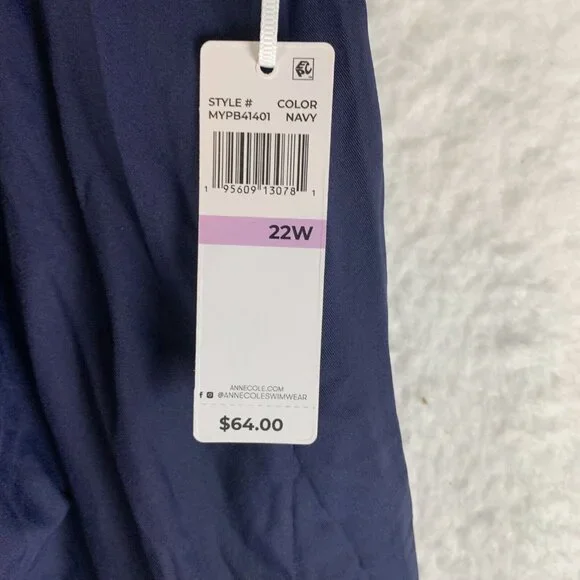 STYLE # COLOR
MYPB41401 NAVY
1 95609 13078 1
22W
ANNECOLE.COM
@ANNECOLESWIMWEAR
$64.00